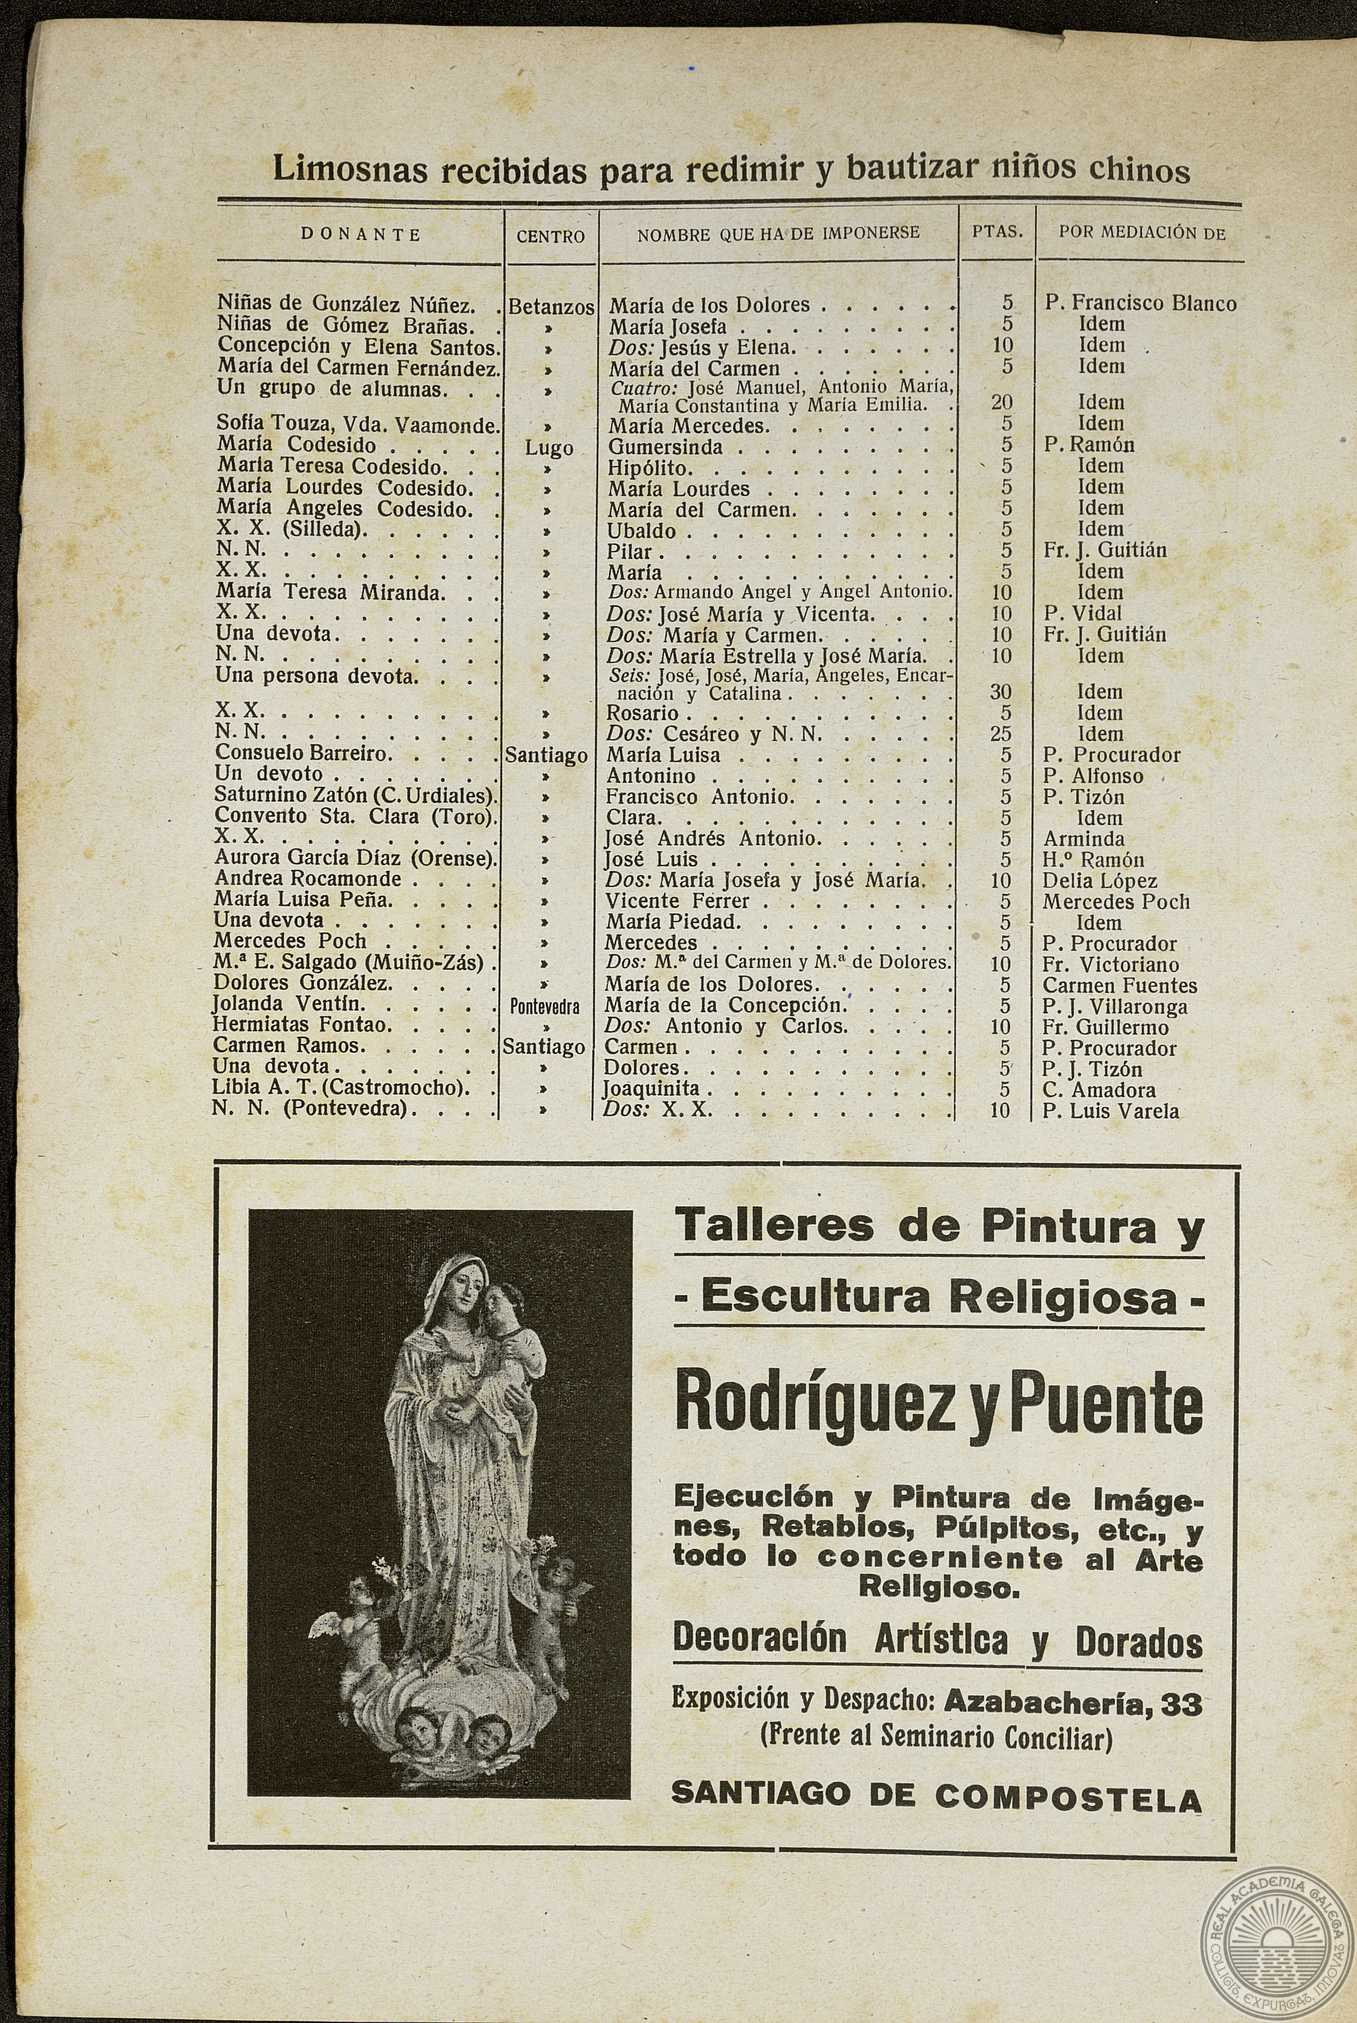 Limosnas recibidas para redimir y bautizar niños chinos
DONANTE CENTRO NOMBRE QUE HA DE IMPONERSE PTAS. POR MEDIACIÓN DE
Niñas de González Núñez. . Betanzos María de los Dolores . . . . . . 5 P. Francisco Blanco
Niñas de Gómez Brañas. . » María Josefa . . . . . . . . . 5 Idem
Concepción y Elena Santos. » Dos: Jesús y Elena. . . . . . . 10 Idem
María del Carmen Fernández. » María del Carmen . . . . . . . 5 Idem
Un grupo de alumnas. . . » Cuatro: José Manuel, Antonio María,
María Constantina y María Emilia. . 20 Idem
Sofía Touza, Vda. Vaamonde. » María Mercedes. . . . . . . . 5 Idem
María Codesido . . . . . Lugo Gumersinda . . . . . . . . . 5 P. Ramón
María Teresa Codesido. . . » Hipólito. . . . . . . . . . . 5 Idem
María Lourdes Codesido. . » María Lourdes . . . . . . . . 5 Idem
María Angeles Codesido. . » María del Carmen. . . . . . . 5 Idem
X. X. (Silleda). . . . . . » Ubaldo . . . . . . . . . . . 5 Idem
N. N. . . . . . . . . . » Pilar . . . . . . . . . . . . 5 Fr. J. Guitián
X. X. . . . . . . . . . » María . . . . . . . . . . . 5 Idem
María Teresa Miranda. . . » Dos: Armando Angel y Angel Antonio. 10 Idem
X. X. . . . . . . . . . » Dos: José María y Vicenta. . . . 10 P. Vidal
Una devota. . . . . . . » Dos: María y Carmen. . . . . . 10 Fr. J. Guitián
N. N. . . . . . . . . . » Dos: María Estrella y José María. . 10 Idem
Una persona devota. . . . » Seis: José, José, María, Angeles, Encar-
nación y Catalina . . . . . . . 30 Idem
X. X. . . . . . . . . . » Rosario . . . . . . . . . . . 5 Idem
N. N. . . . . . . . . . » Dos: Cesáreo y N. N. . . . . . 25 Idem
Consuelo Barreiro. . . . . Santiago María Luisa . . . . . . . . . 5 P. Procurador
Un devoto . . . . . . . » Antonino . . . . . . . . . . 5 P. Alfonso
Saturnino Zatón (C. Urdiales). » Francisco Antonio. . . . . . . 5 P. Tizón
Convento Sta. Clara (Toro). » Clara. . . . . . . . . . . . 5 Idem
X. X. . . . . . . . . . » José Andrés Antonio. . . . . . 5 Arminda
Aurora García Díaz (Orense). » José Luis . . . . . . . . . . 5 H.º Ramón
Andrea Rocamonde . . . . » Dos: María Josefa y José María. . 10 Delia López
María Luisa Peña. . . . . » Vicente Ferrer . . . . . . . . 5 Mercedes Poch
Una devota . . . . . . . » María Piedad. . . . . . . . . 5 Idem
Mercedes Poch . . . . . » Mercedes . . . . . . . . . . 5 P. Procurador
M.ª E. Salgado (Muiño-Zás) . » Dos: M.ª del Carmen y M.ª de Dolores. 10 Fr. Victoriano
Dolores González. . . . . » María de los Dolores. . . . . . 5 Carmen Fuentes
Jolanda Ventín. . . . . . Pontevedra María de la Concepción. . . . . 5 P. J. Villaronga
Hermiatas Fontao. . . . . » Dos: Antonio y Carlos. . . . . 10 Fr. Guillermo
Carmen Ramos. . . . . . Santiago Carmen . . . . . . . . . . . 5 P. Procurador
Una devota. . . . . . . » Dolores. . . . . . . . . . . 5 P. J. Tizón
Libia A. T. (Castromocho). . » Joaquinita . . . . . . . . . . 5 C. Amadora
N. N. (Pontevedra). . . . » Dos: X. X. . . . . . . . . . 10 P. Luis Varela
Talleres de Pintura y
- Escultura Religiosa -
Rodríguez y Puente
Ejecución y Pintura de Imáge-
nes, Retablos, Púlpitos, etc., y
todo lo concerniente al Arte
Religioso.
Decoración Artística y Dorados
Exposición y Despacho: Azabachería, 33
(Frente al Seminario Conciliar)
SANTIAGO DE COMPOSTELA
REAL ACADEMIA GALEGA
COLLIGIT, EXPURGAT, INNOVAT